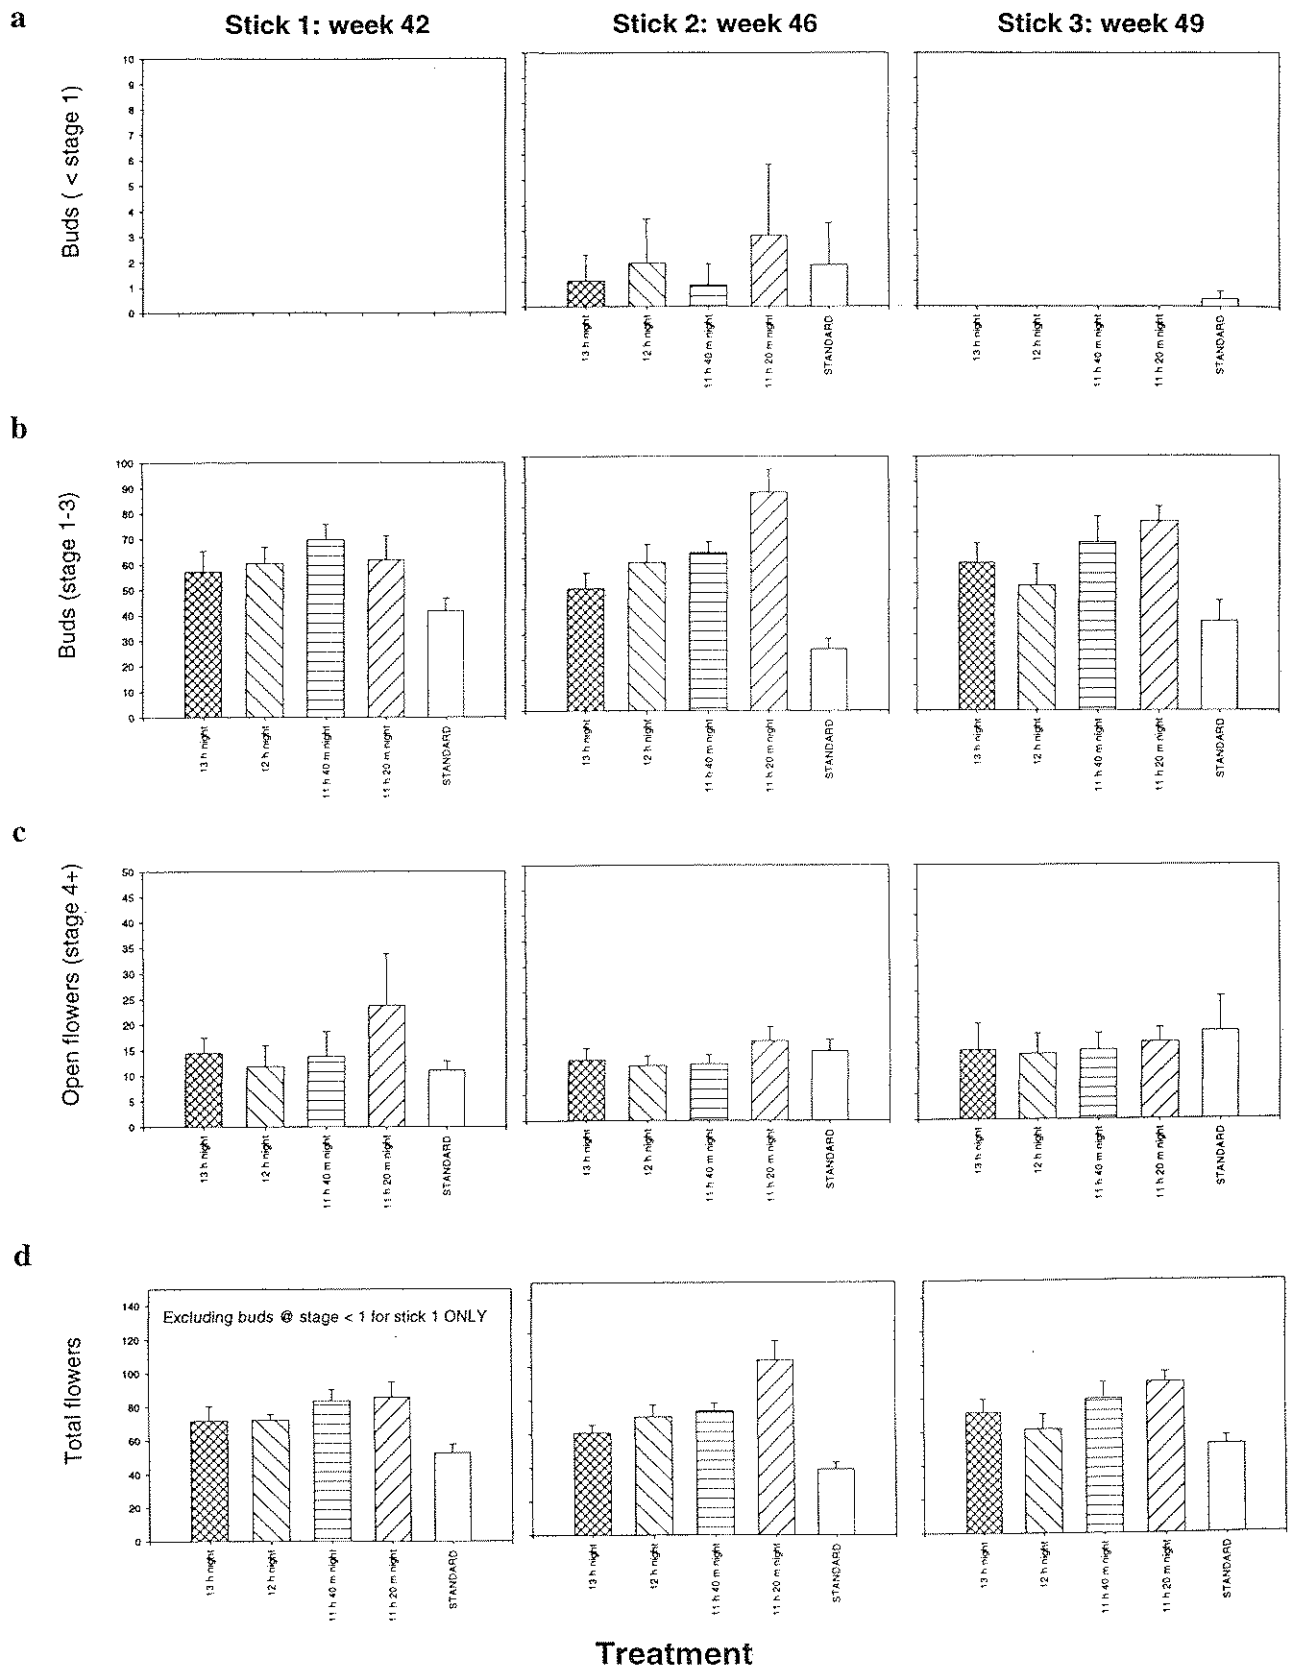 a
Stick 1: week 42
Stick 2: week 46
Stick 3: week 49
Buds ( < stage 1)
10
9
8
7
6
5
4
3
2
1
0
13 h night
12 h night
11 h 40 m night
11 h 20 m night
STANDARD
13 h night
12 h night
11 h 40 m night
11 h 20 m night
STANDARD
b
Buds (stage 1-3)
100
90
80
70
60
50
40
30
20
10
0
13 h night
12 h night
11 h 40 m night
11 h 20 m night
STANDARD
13 h night
12 h night
11 h 40 m night
11 h 20 m night
STANDARD
13 h night
12 h night
11 h 40 m night
11 h 20 m night
STANDARD
c
Open flowers (stage 4+)
50
45
40
35
30
25
20
15
10
5
0
13 h night
12 h night
11 h 40 m night
11 h 20 m night
STANDARD
13 h night
12 h night
11 h 40 m night
11 h 20 m night
STANDARD
13 h night
12 h night
11 h 40 m night
11 h 20 m night
STANDARD
d
Total flowers
140
120
100
80
60
40
20
0
Excluding buds @ stage < 1 for stick 1 ONLY
13 h night
12 h night
11 h 40 m night
11 h 20 m night
STANDARD
13 h night
12 h night
11 h 40 m night
11 h 20 m night
STANDARD
13 h night
12 h night
11 h 40 m night
11 h 20 m night
STANDARD
Treatment